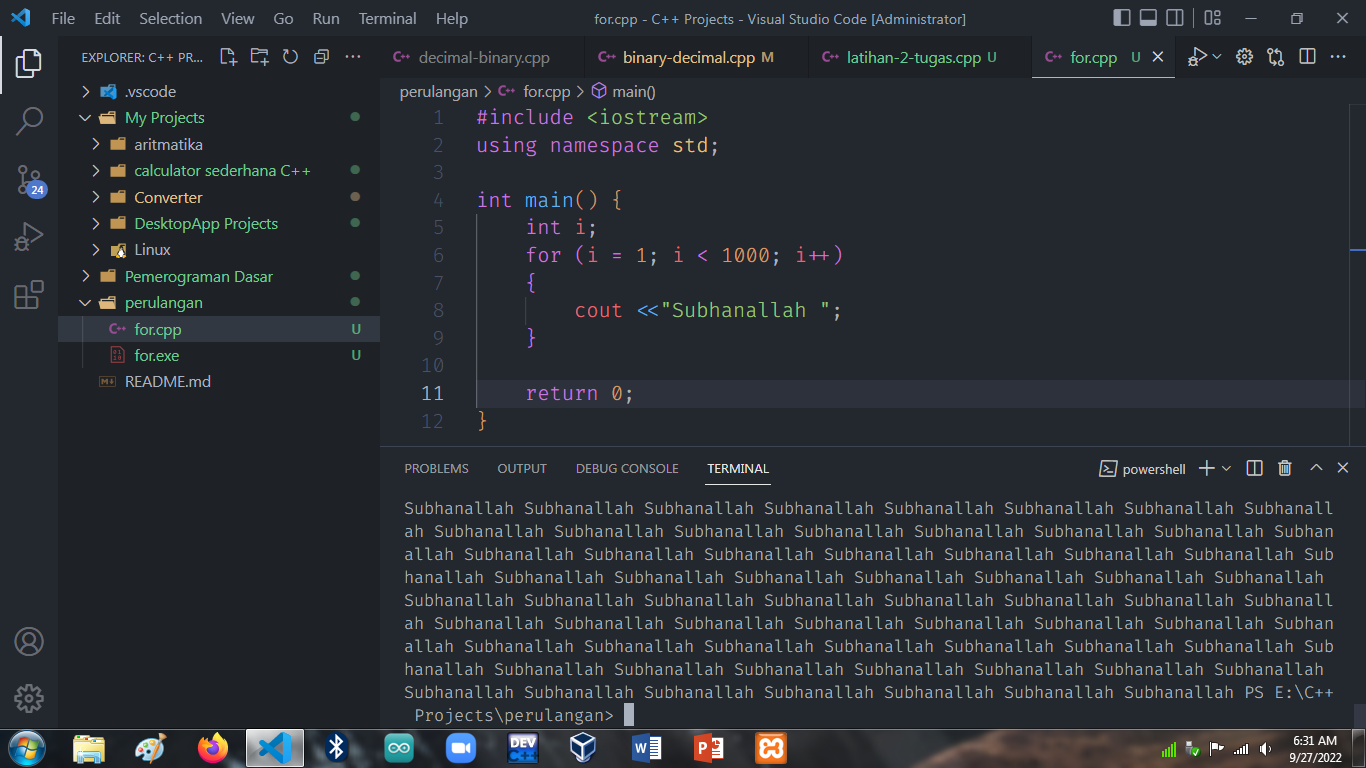 File Edit Selection View Go Run Terminal Help for.cpp - C++ Projects - Visual Studio Code [Administrator]
EXPLORER: C++ PR...
decimal-binary.cpp binary-decimal.cpp M latihan-2-tugas.cpp U for.cpp U
.vscode
My Projects
aritmatika
calculator sederhana C++
Converter
DesktopApp Projects
Linux
Pemerograman Dasar
perulangan
for.cpp U
for.exe U
README.md
24
perulangan > for.cpp > main()
1 #include <iostream>
2 using namespace std;
3
4 int main() {
5 int i;
6 for (i = 1; i < 1000; i++)
7 {
8 cout <<"Subhanallah ";
9 }
10
11 return 0;
12 }
PROBLEMS OUTPUT DEBUG CONSOLE TERMINAL powershell
Subhanallah Subhanallah Subhanallah Subhanallah Subhanallah Subhanallah Subhanallah Subhanall
ah Subhanallah Subhanallah Subhanallah Subhanallah Subhanallah Subhanallah Subhanallah Subhan
allah Subhanallah Subhanallah Subhanallah Subhanallah Subhanallah Subhanallah Subhanallah Sub
hanallah Subhanallah Subhanallah Subhanallah Subhanallah Subhanallah Subhanallah Subhanallah
Subhanallah Subhanallah Subhanallah Subhanallah Subhanallah Subhanallah Subhanallah Subhanall
ah Subhanallah Subhanallah Subhanallah Subhanallah Subhanallah Subhanallah Subhanallah Subhan
allah Subhanallah Subhanallah Subhanallah Subhanallah Subhanallah Subhanallah Subhanallah Sub
hanallah Subhanallah Subhanallah Subhanallah Subhanallah Subhanallah Subhanallah Subhanallah
Subhanallah Subhanallah Subhanallah Subhanallah Subhanallah Subhanallah Subhanallah PS E:\C++
Projects\perulangan>
DEV C++
6:31 AM
9/27/2022